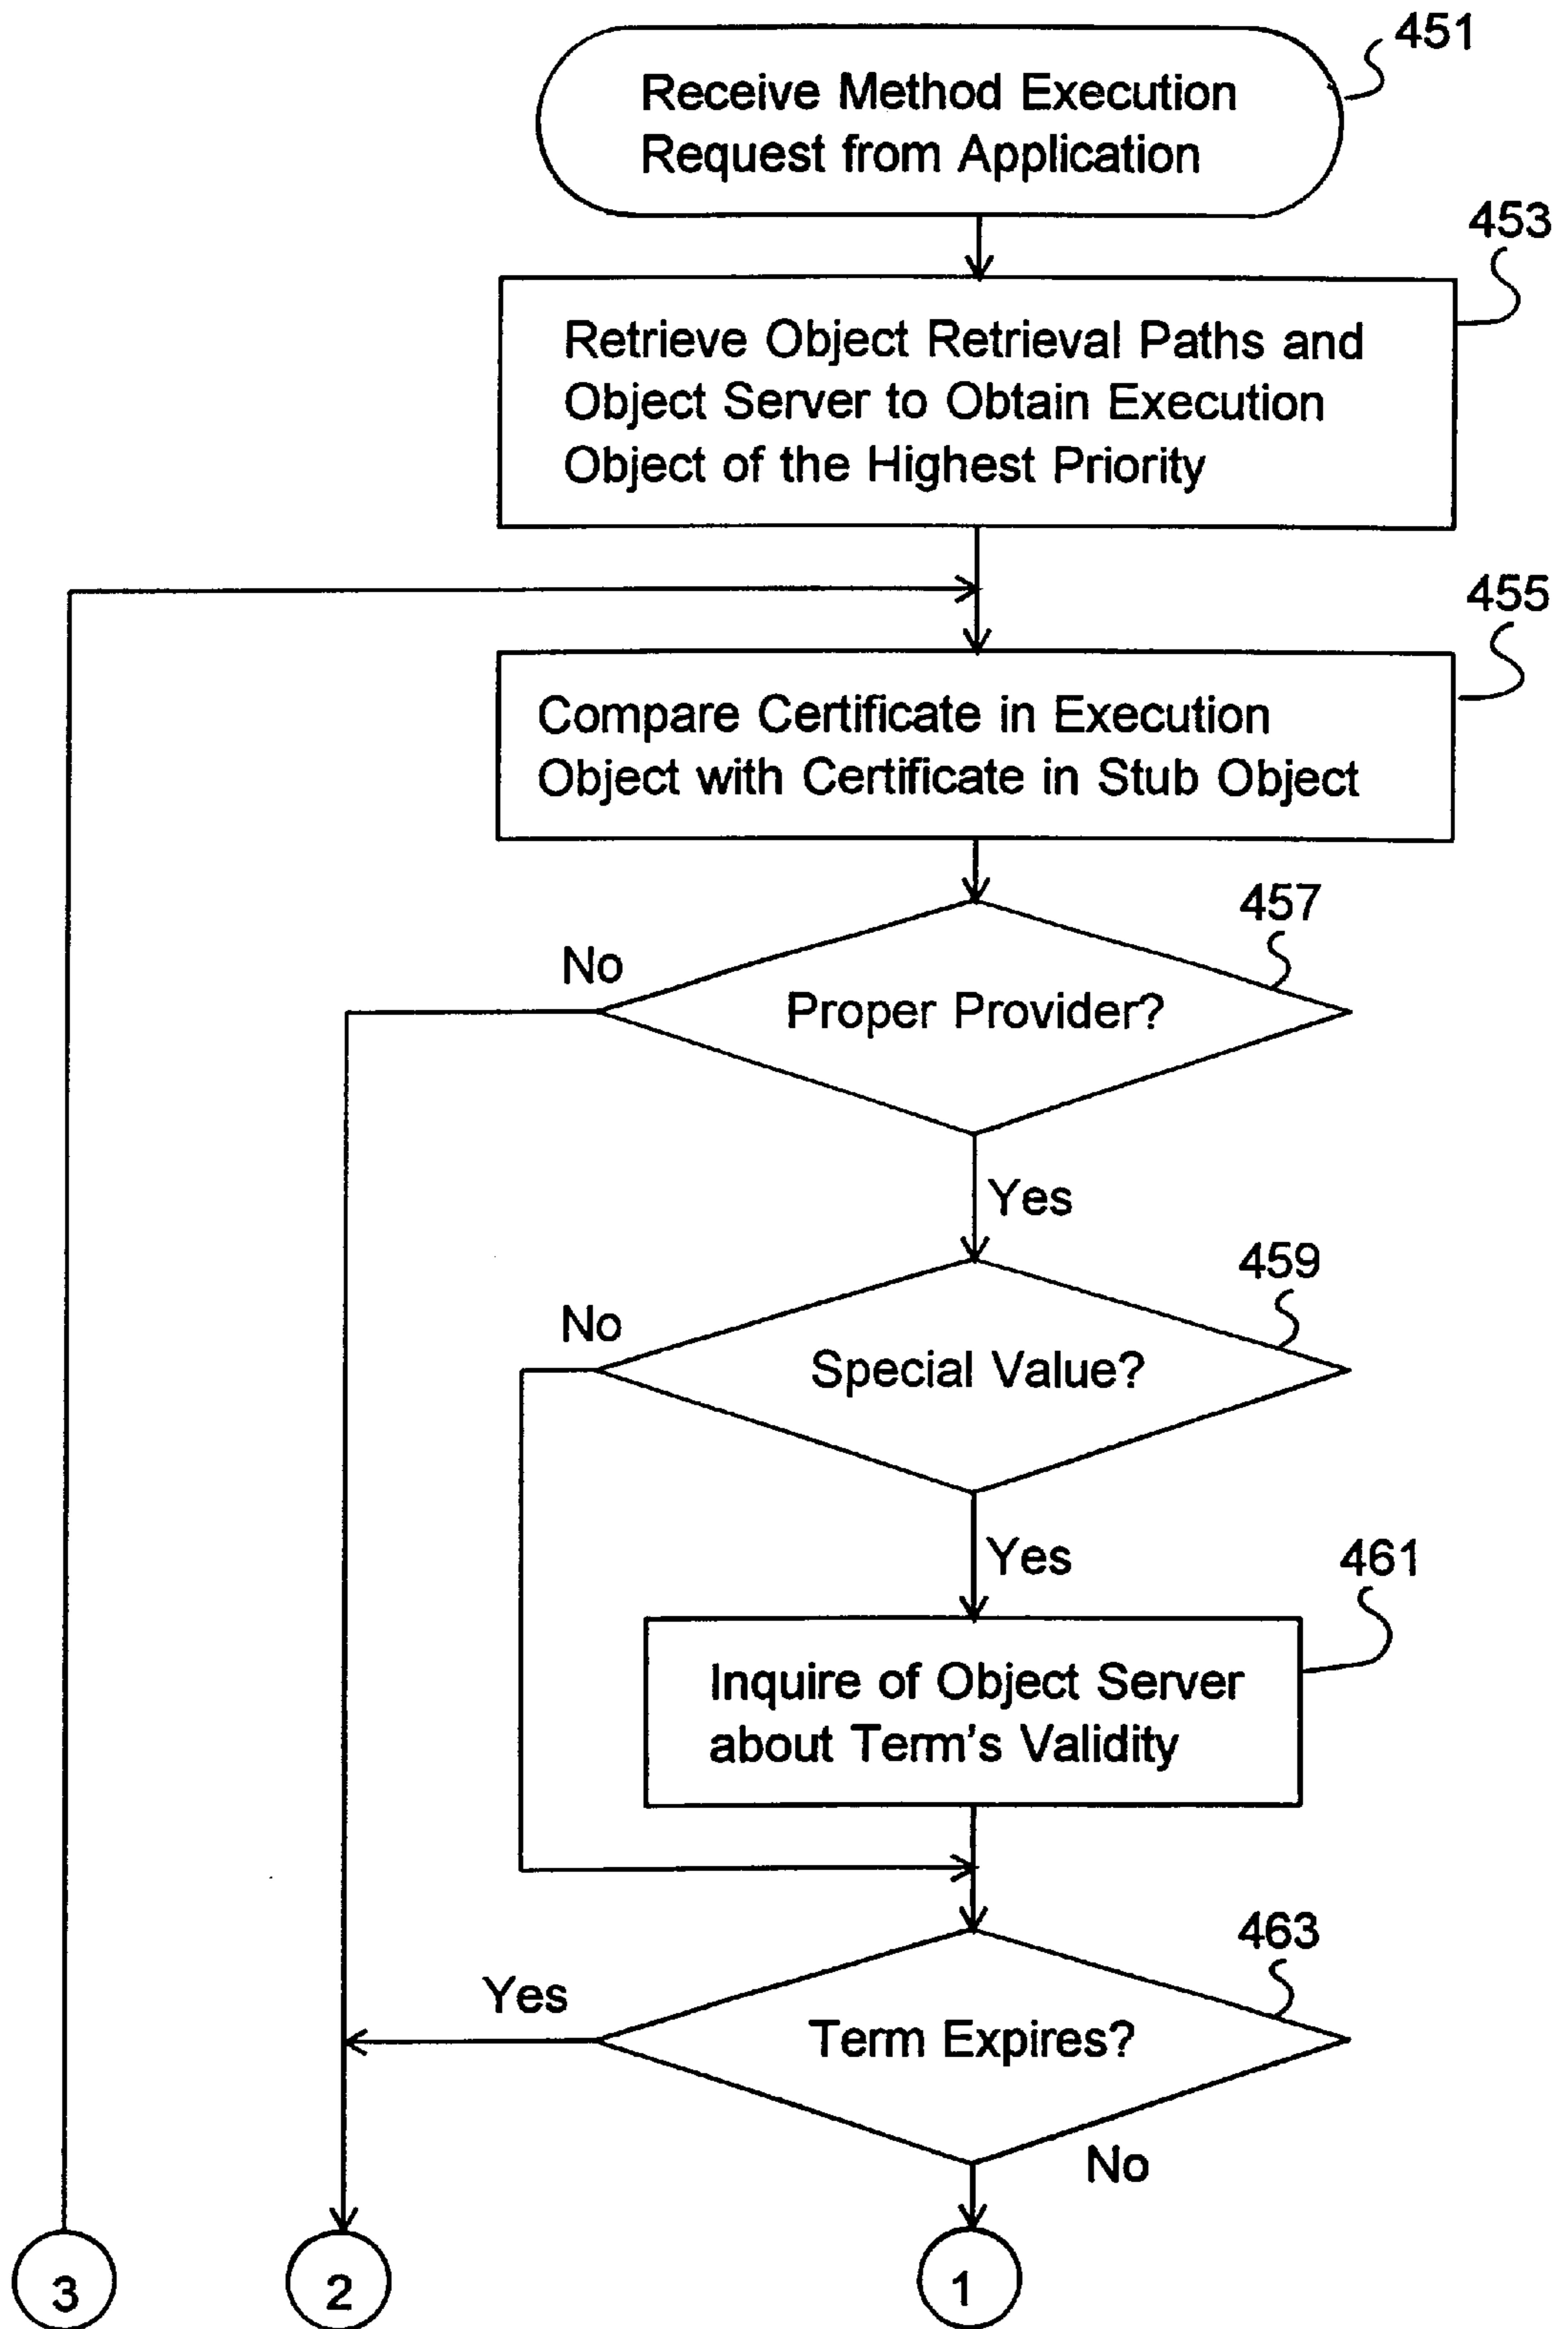 451
Receive Method Execution
Request from Application
453
Retrieve Object Retrieval Paths and
Object Server to Obtain Execution
Object of the Highest Priority
455
Compare Certificate in Execution
Object with Certificate in Stub Object
457
No
Proper Provider?
Yes
459
No
Special Value?
Yes
461
Inquire of Object Server
about Term's Validity
463
Yes
Term Expires?
No
3
2
1